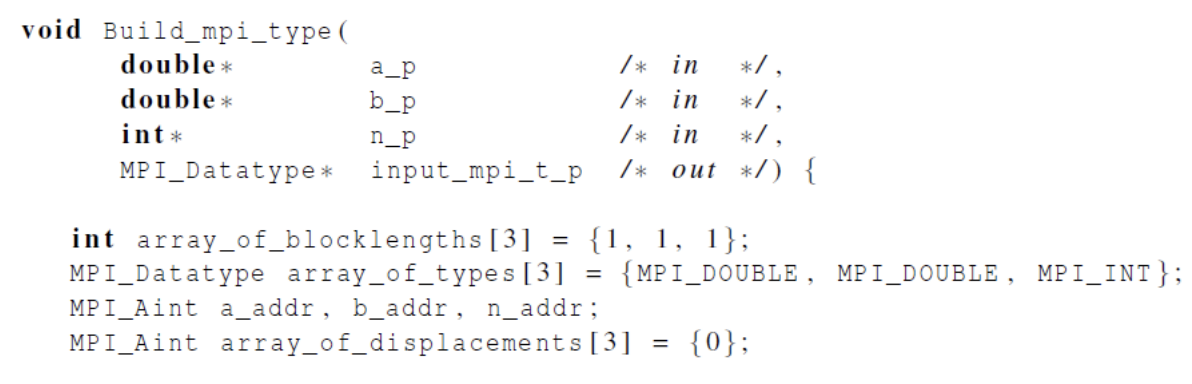 void Build_mpi_type(
double* a_p /* in */,
double* b_p /* in */,
int* n_p /* in */,
MPI_Datatype* input_mpi_t_p /* out */) {
int array_of_blocklengths[3] = {1, 1, 1};
MPI_Datatype array_of_types[3] = {MPI_DOUBLE, MPI_DOUBLE, MPI_INT};
MPI_Aint a_addr, b_addr, n_addr;
MPI_Aint array_of_displacements[3] = {0};